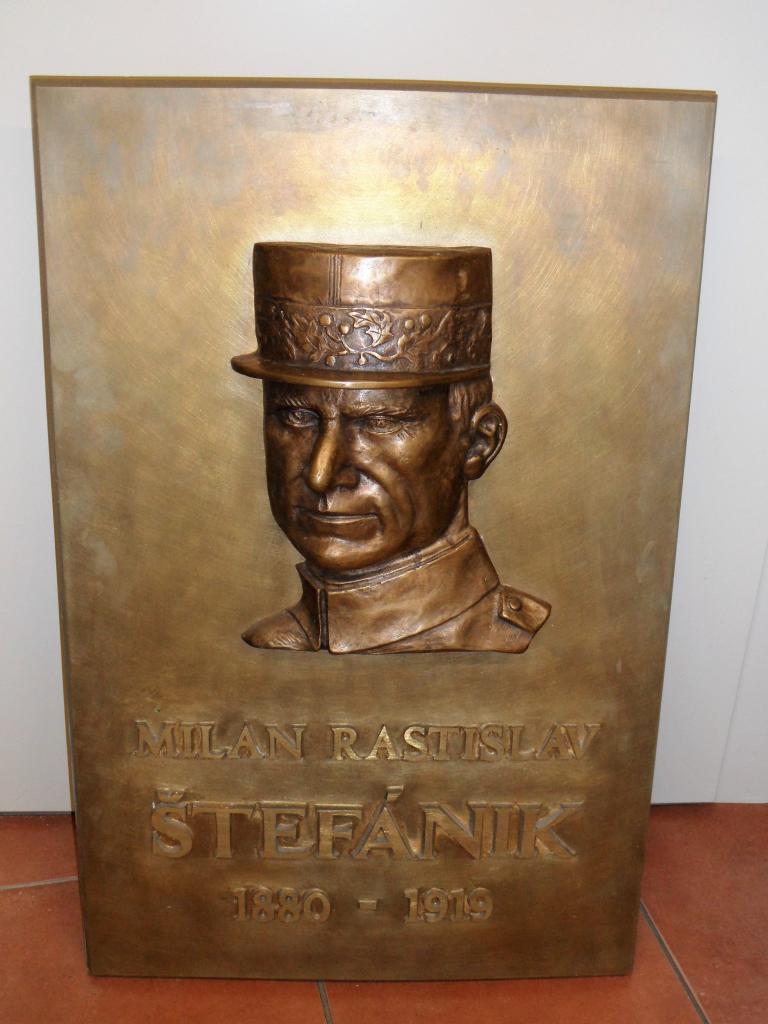 MILAN RASTISLAV
ŠTEFÁNIK
1880 - 1919